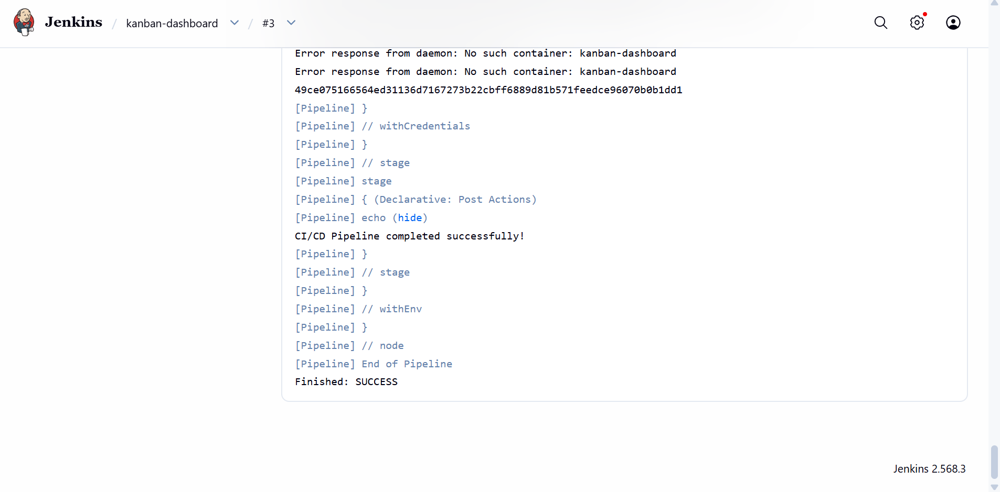 Jenkins / kanban-dashboard / #3
Error response from daemon: No such container: kanban-dashboard
Error response from daemon: No such container: kanban-dashboard
49ce075166564ed31136d7167273b22cbff6889d81b571feedce96070b0b1dd1
[Pipeline] }
[Pipeline] // withCredentials
[Pipeline] }
[Pipeline] // stage
[Pipeline] stage
[Pipeline] { (Declarative: Post Actions)
[Pipeline] echo (hide)
CI/CD Pipeline completed successfully!
[Pipeline] }
[Pipeline] // stage
[Pipeline] }
[Pipeline] // withEnv
[Pipeline] }
[Pipeline] // node
[Pipeline] End of Pipeline
Finished: SUCCESS
Jenkins 2.568.3